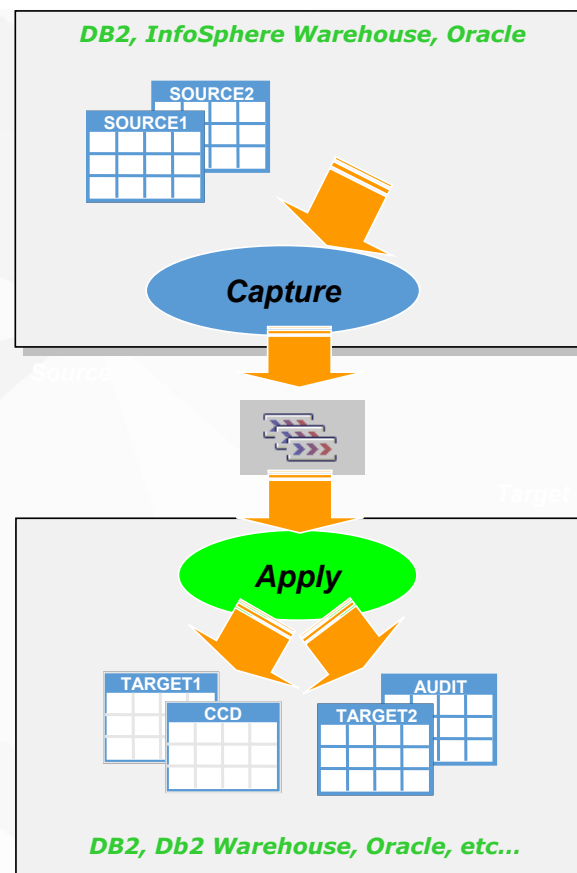 DB2, InfoSphere Warehouse, Oracle
SOURCE2
SOURCE1
Capture
Source
Target
Apply
TARGET1
AUDIT
CCD
TARGET2
DB2, Db2 Warehouse, Oracle, etc...